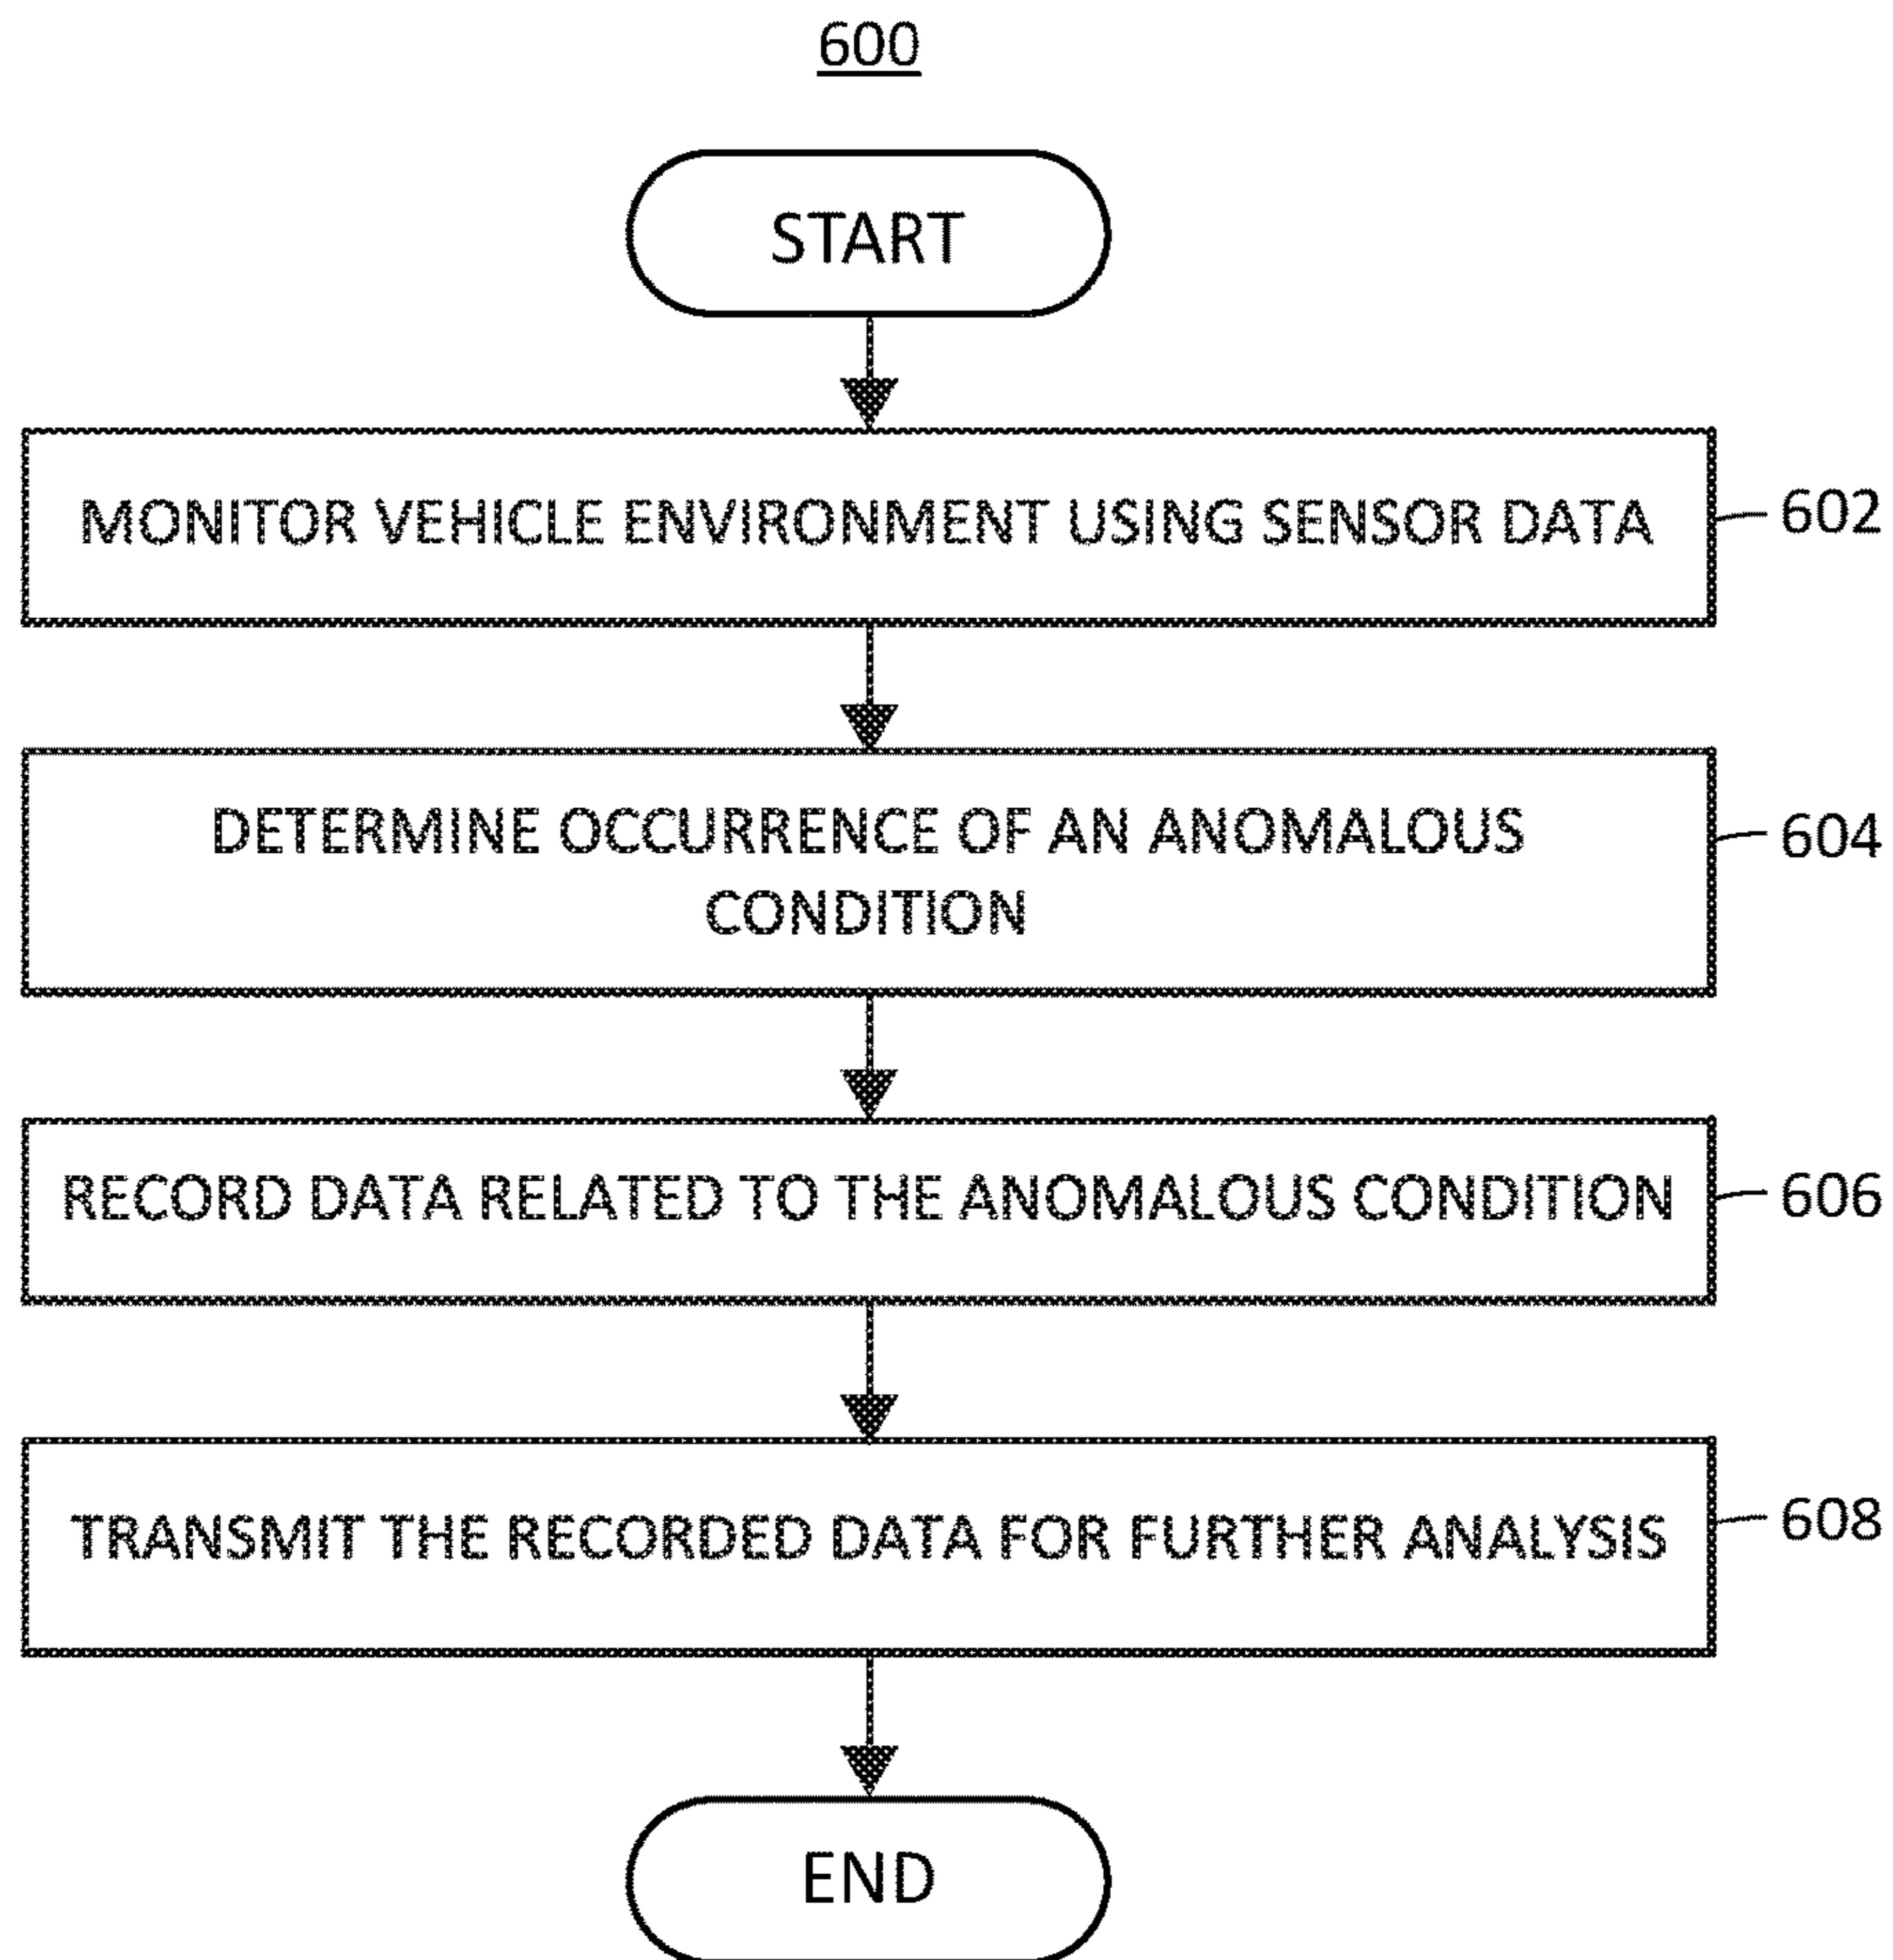 600
START
MONITOR VEHICLE ENVIRONMENT USING SENSOR DATA
602
DETERMINE OCCURRENCE OF AN ANOMALOUS
CONDITION
604
RECORD DATA RELATED TO THE ANOMALOUS CONDITION
606
TRANSMIT THE RECORDED DATA FOR FURTHER ANALYSIS
608
END